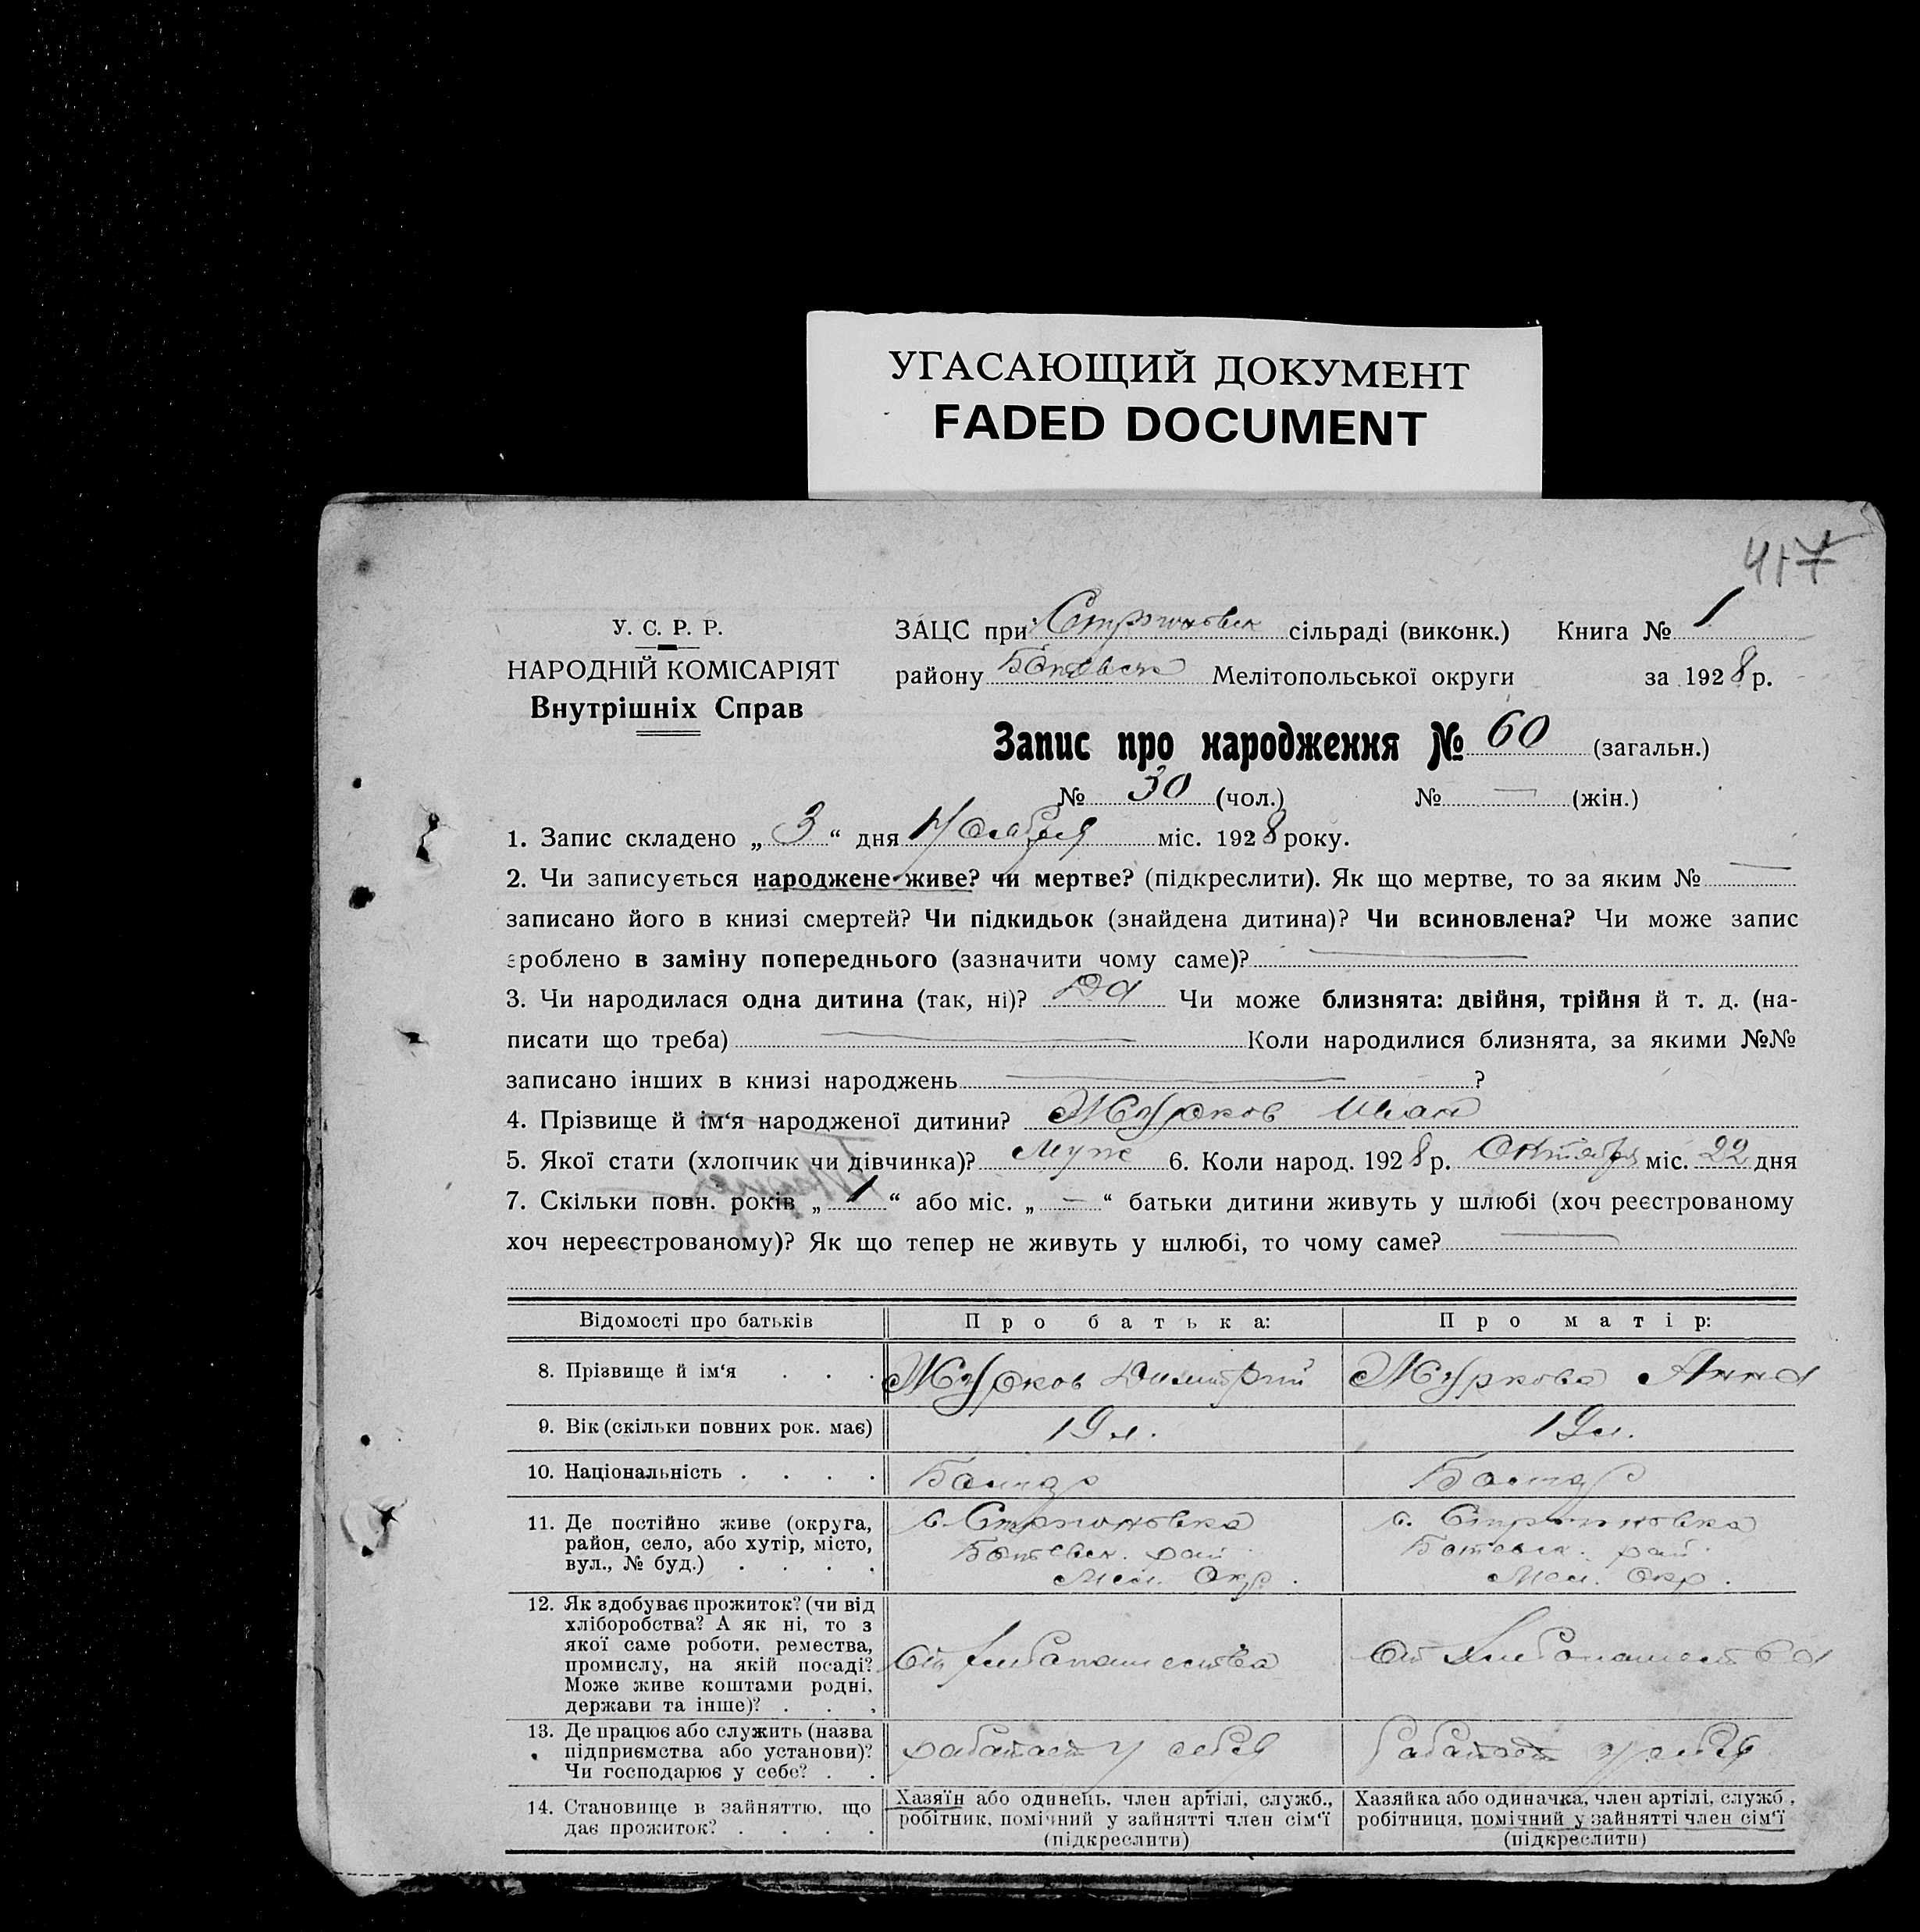 УГАСАЮЩИЙ ДОКУМЕНТ
FADED DOCUMENT
417
У. С. Р. Р.
НАРОДНІЙ КОМІСАРІЯТ
Внутрішніх Справ
ЗАЦС при сільраді (виконк.) Книга № 1
району Мелітопольської округи за 1928 р.
Запис про народження № 60 (загальн.)
№ 30 (чол.) № — (жін.)
1. Запис складено „ 3 “ дня Ноября міс. 1928 року.
2. Чи записується народжене живе? чи мертве? (підкреслити). Як що мертве, то за яким № —
записано його в книзі смертей? Чи підкидьок (знайдена дитина)? Чи всиновлена? Чи може запис
зроблено в заміну попереднього (зазначити чому саме)? —
3. Чи народилася одна дитина (так, ні)? Да Чи може близнята: двійня, трійня й т. д. (на-
писати що треба) — Коли народилися близнята, за якими №№
записано інших в книзі народжень — ?
4. Прізвище й ім‘я народженої дитини? Журков Иван
5. Якої стати (хлопчик чи дівчинка)? Муж 6. Коли народ. 1928 р. Октября міс. 22 дня
7. Скільки повн. років „ 1 “ або міс. „ — “ батьки дитини живуть у шлюбі (хоч реєстрованому
хоч нереєстрованому)? Як що тепер не живуть у шлюбі, то чому саме? —
Відомості про батьків Про батька: Про матір:
8. Прізвище й ім‘я . . . Журков Димитрий Журкова Анна
9. Вік (скільки повних рок. має) 19 л. 19 л.
10. Національність . . . . Болгар Болгар
11. Де постійно живе (округа,
район, село, або хутір, місто,
вул., № буд.) . . . .
с. Ботевск. рай.
Мел. Окр.
с. Ботевск. рай.
Мел. Окр.
12. Як здобуває прожиток? (чи від
хліборобства? А як ні, то з
якої саме роботи, ремества,
промислу, на якій посаді?
Може живе коштами родні,
держави та інше)? . . .
От хлебопашества
От хлебопашества
13. Де працює або служить (назва
підприємства або установи)?
Чи господарює у себе? . .
работает у себя
Работает у себя
14. Становище в зайняттю, що
дає прожиток? . . . .
Хазяїн або одинець, член артілі, служб.,
робітник, помічний у зайнятті член сім‘ї
(підкреслити)
Хазяйка або одиначка, член артілі, служб.,
робітниця, помічний у зайнятті член сім‘ї
(підкреслити)